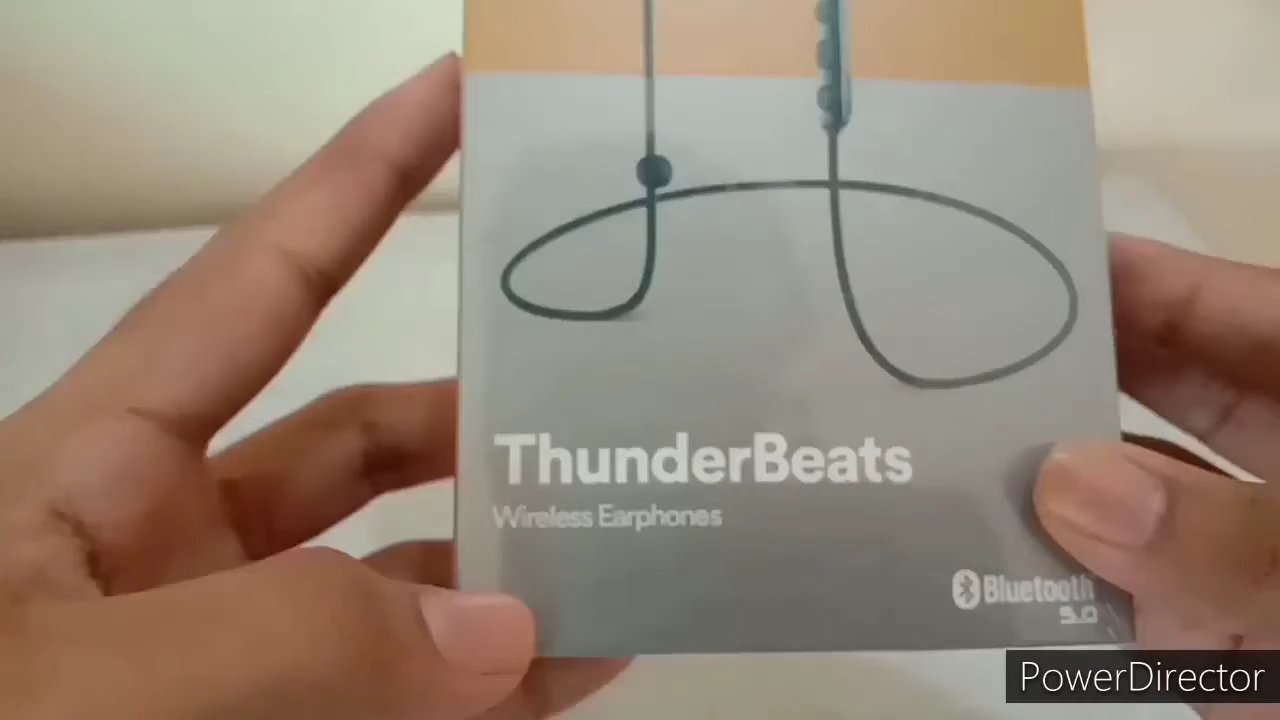 ThunderBeats
Wireless Earphones
Bluetooth
5.0
PowerDirector